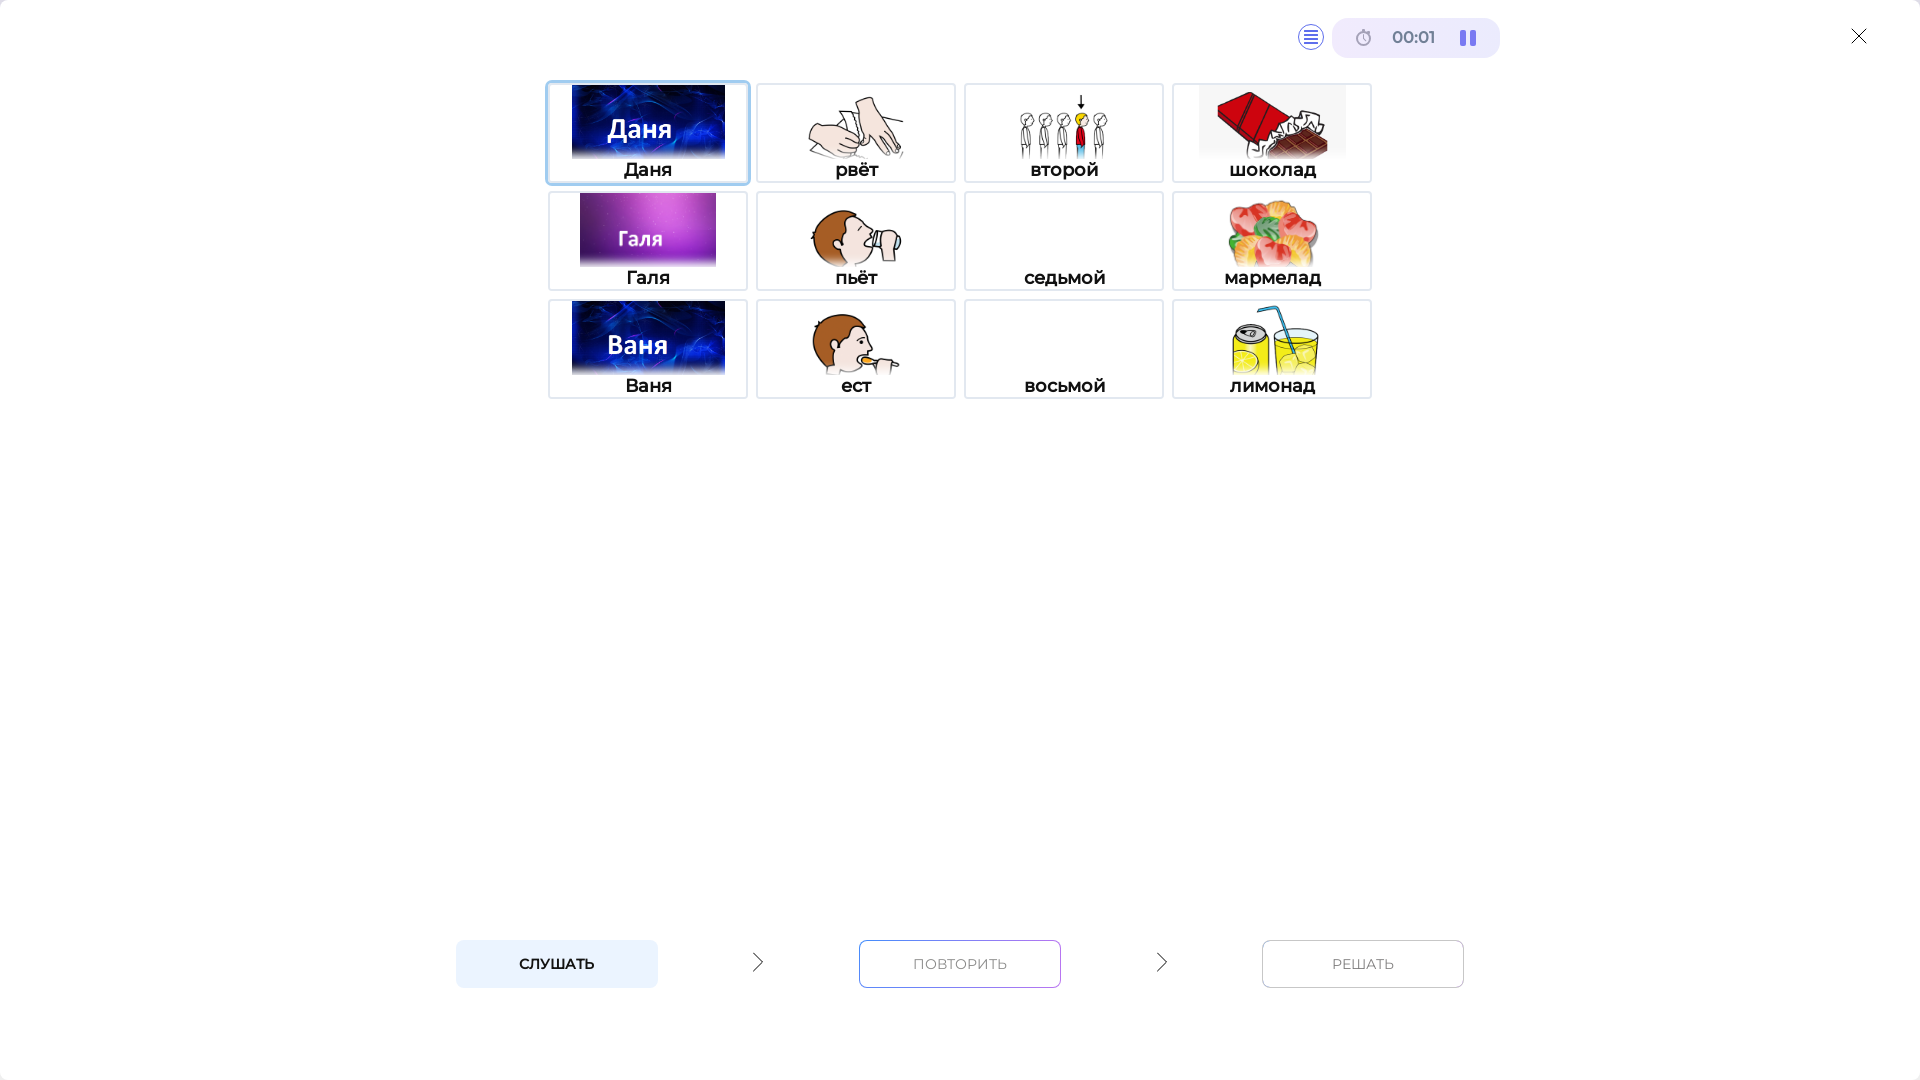 00:01
Даня
Даня
рвёт
второй
шоколад
Галя
Галя
пьёт
седьмой
мармелад
Ваня
Ваня
ест
восьмой
лимонад
СЛУШАТЬ
ПОВТОРИТЬ
РЕШАТЬ